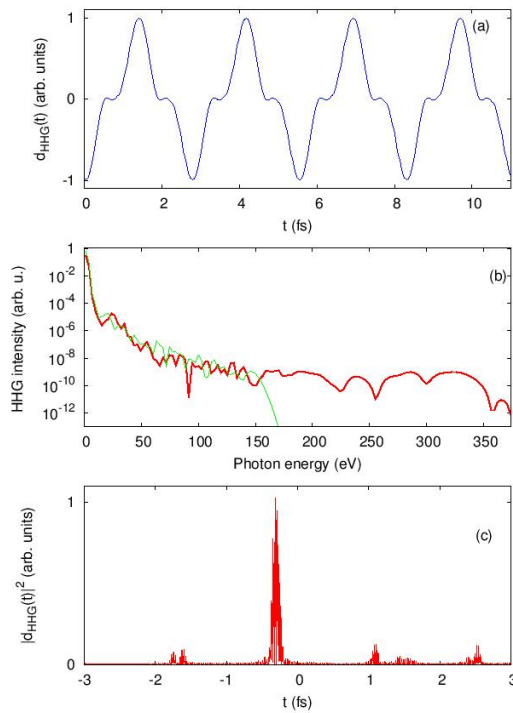 (a)
d_HHG(t) (arb. units)
1
0
-1
0 2 4 6 8 10
t (fs)
(b)
HHG intensity (arb. u.)
1
10^-2
10^-4
10^-6
10^-8
10^-10
10^-12
0 50 100 150 200 250 300 350
Photon energy (eV)
(c)
|d_HHG(t)|^2 (arb. units)
1
0
-3 -2 -1 0 1 2 3
t (fs)